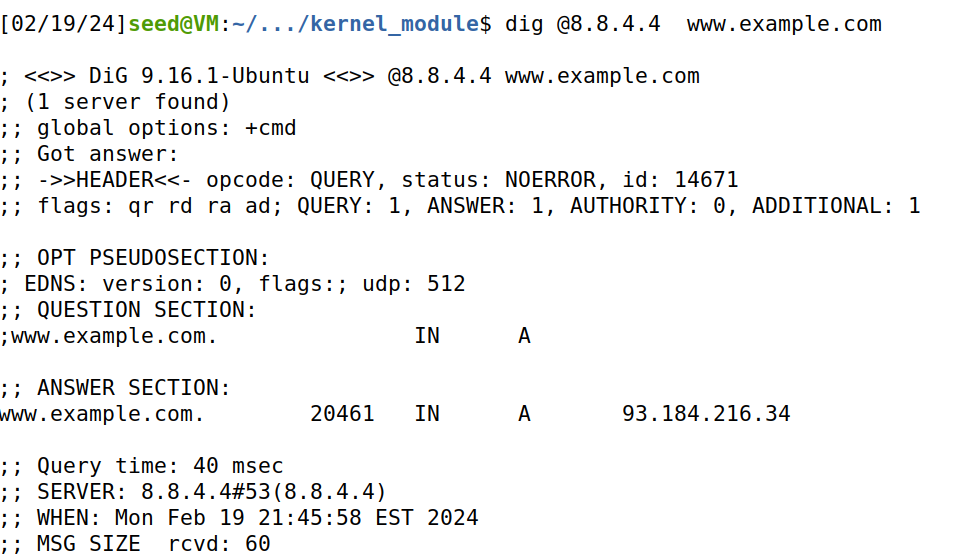 [02/19/24]seed@VM:~/.../kernel_module$ dig @8.8.4.4  www.example.com
; <<>> DiG 9.16.1-Ubuntu <<>> @8.8.4.4 www.example.com
; (1 server found)
;; global options: +cmd
;; Got answer:
;; ->>HEADER<<- opcode: QUERY, status: NOERROR, id: 14671
;; flags: qr rd ra ad; QUERY: 1, ANSWER: 1, AUTHORITY: 0, ADDITIONAL: 1
;; OPT PSEUDOSECTION:
; EDNS: version: 0, flags:; udp: 512
;; QUESTION SECTION:
;www.example.com.               IN      A
;; ANSWER SECTION:
www.example.com.        20461   IN      A       93.184.216.34
;; Query time: 40 msec
;; SERVER: 8.8.4.4#53(8.8.4.4)
;; WHEN: Mon Feb 19 21:45:58 EST 2024
;; MSG SIZE  rcvd: 60